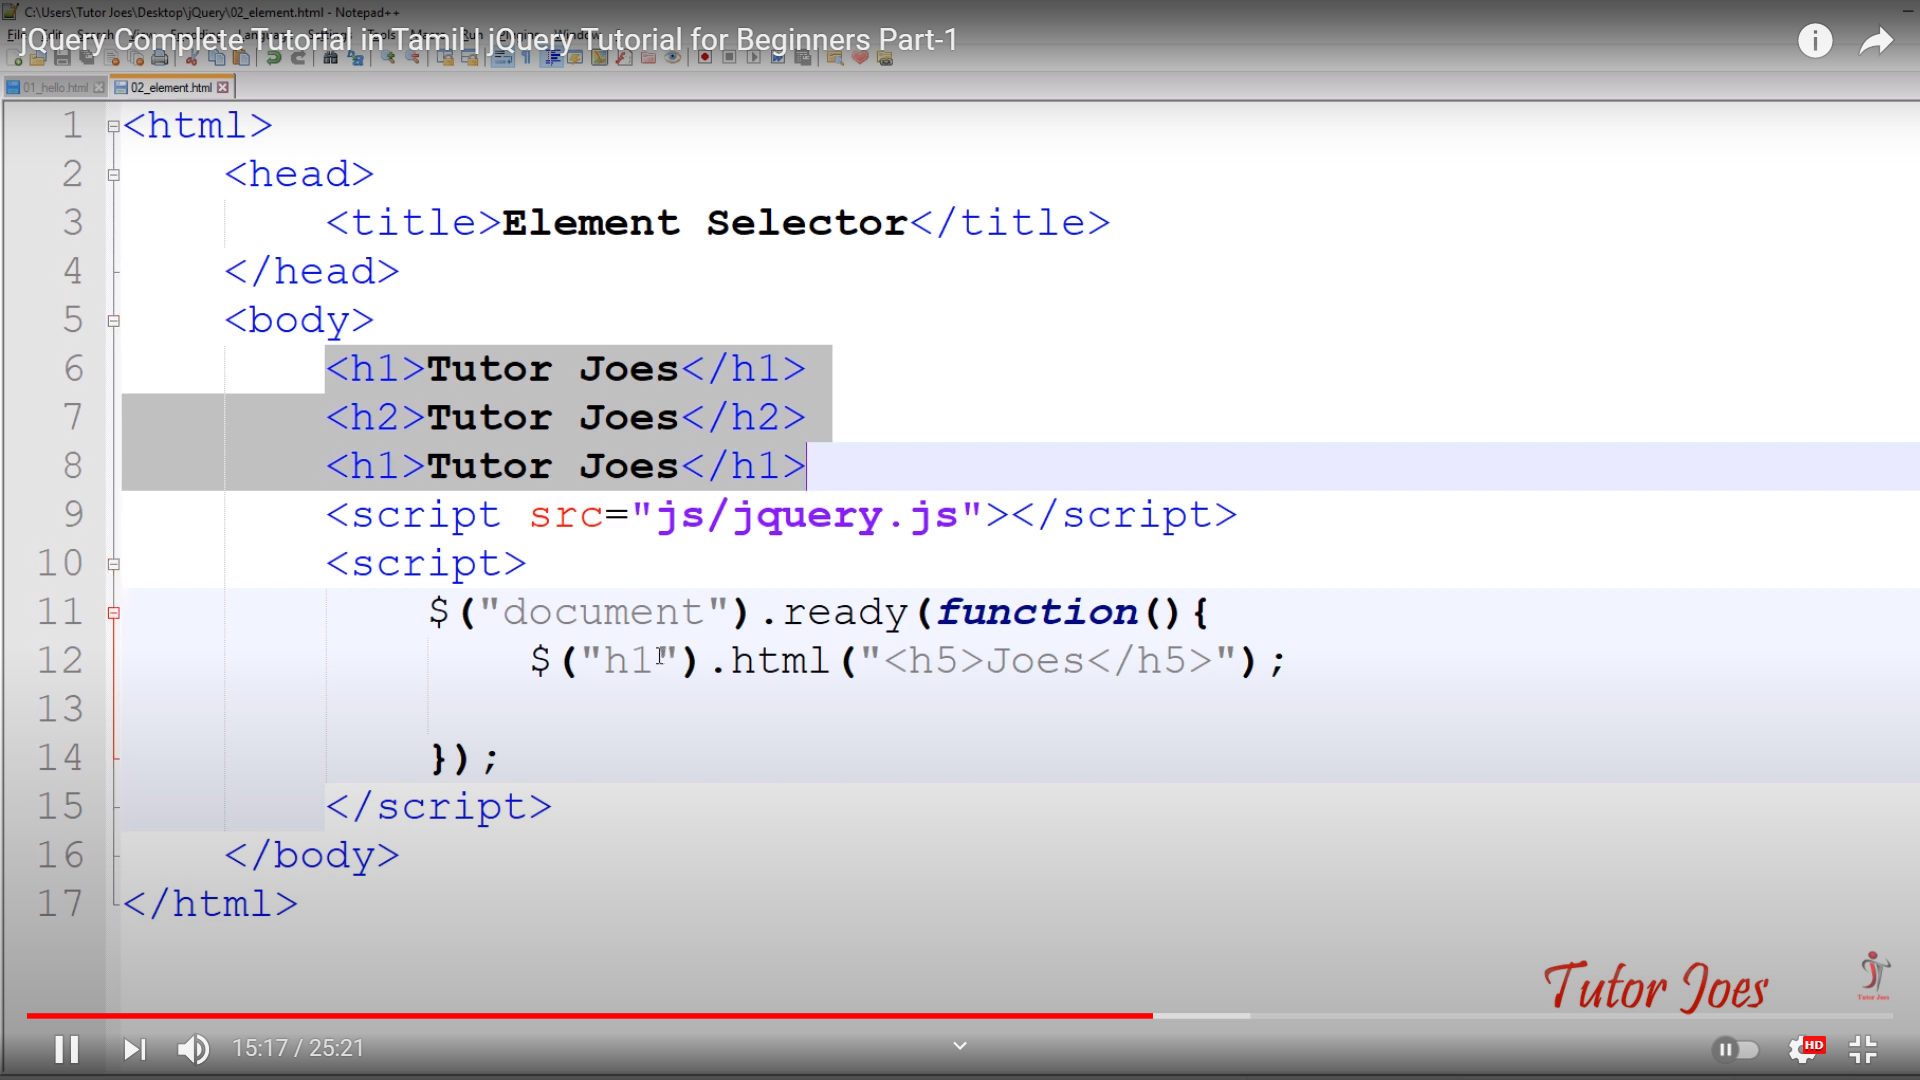 C:\Users\Tutor Joes\Desktop\jQuery\02_element.html - Notepad++
jQuery Complete Tutorial in Tamil | jQuery Tutorial for Beginners Part-1
01_hello.html
02_element.html
1 <html>
2 <head>
3 <title>Element Selector</title>
4 </head>
5 <body>
6 <h1>Tutor Joes</h1>
7 <h2>Tutor Joes</h2>
8 <h1>Tutor Joes</h1>
9 <script src="js/jquery.js"></script>
10 <script>
11 $("document").ready(function(){
12 $("h1").html("<h5>Joes</h5>");
13
14 });
15 </script>
16 </body>
17 </html>
Tutor Joes
Tutor Joes
15:17 / 25:21
HD